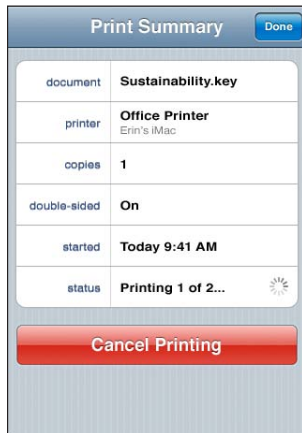 Print Summary
Done
document Sustainability.key
printer Office Printer
Erin's iMac
copies 1
double-sided On
started Today 9:41 AM
status Printing 1 of 2...
Cancel Printing